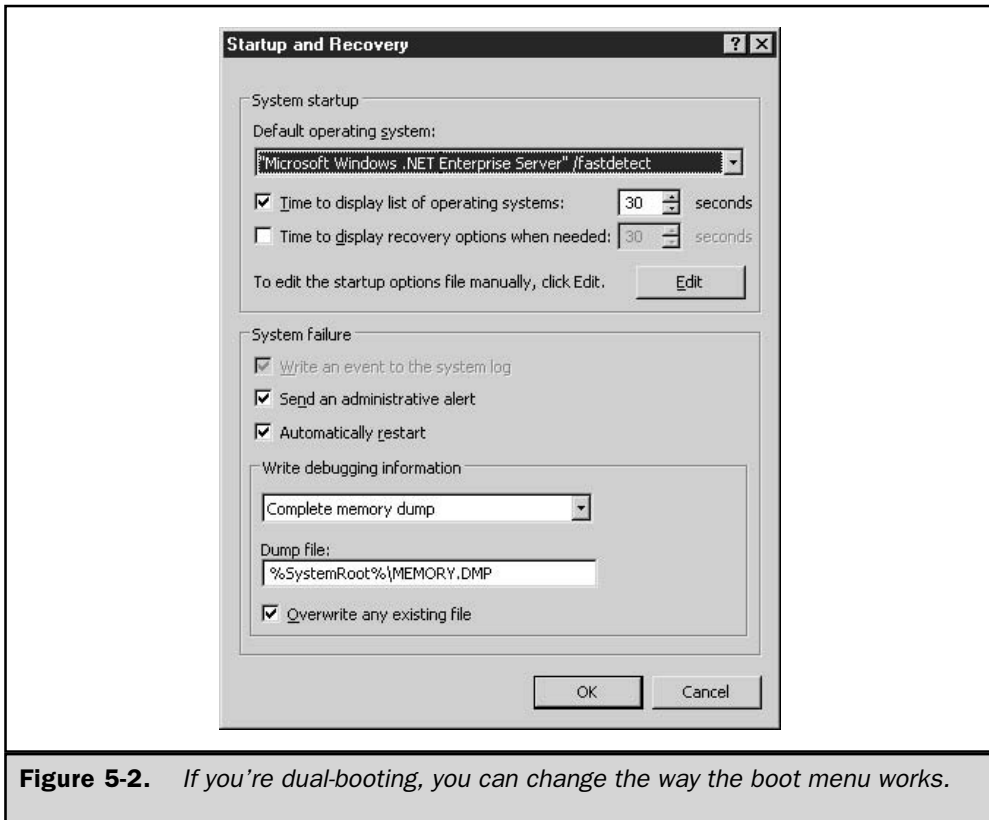 Startup and Recovery
System startup
Default operating system:
"Microsoft Windows .NET Enterprise Server" /fastdetect
Time to display list of operating systems: 30 seconds
Time to display recovery options when needed: 30 seconds
To edit the startup options file manually, click Edit. Edit
System failure
Write an event to the system log
Send an administrative alert
Automatically restart
Write debugging information
Complete memory dump
Dump file:
%SystemRoot%\MEMORY.DMP
Overwrite any existing file
OK Cancel
Figure 5-2. If you're dual-booting, you can change the way the boot menu works.